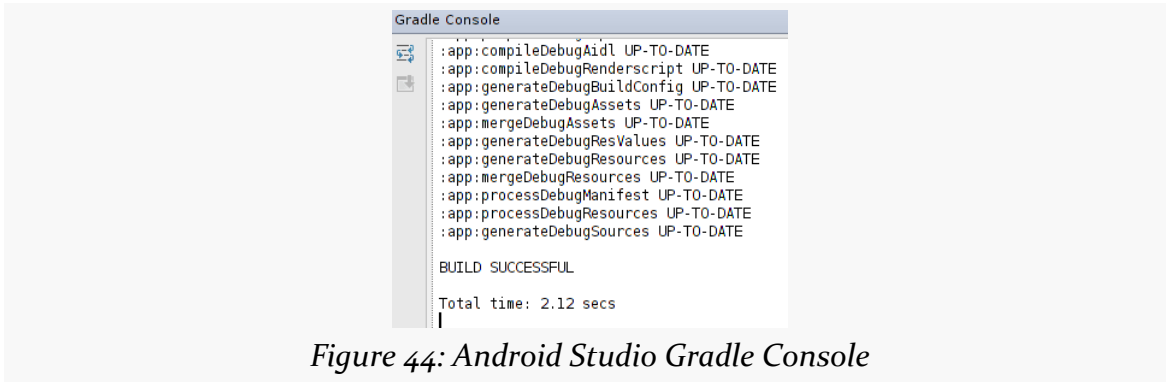 Gradle Console
:app:compileDebugAidl UP-TO-DATE
:app:compileDebugRenderscript UP-TO-DATE
:app:generateDebugBuildConfig UP-TO-DATE
:app:generateDebugAssets UP-TO-DATE
:app:mergeDebugAssets UP-TO-DATE
:app:generateDebugResValues UP-TO-DATE
:app:generateDebugResources UP-TO-DATE
:app:mergeDebugResources UP-TO-DATE
:app:processDebugManifest UP-TO-DATE
:app:processDebugResources UP-TO-DATE
:app:generateDebugSources UP-TO-DATE
BUILD SUCCESSFUL
Total time: 2.12 secs
Figure 44: Android Studio Gradle Console